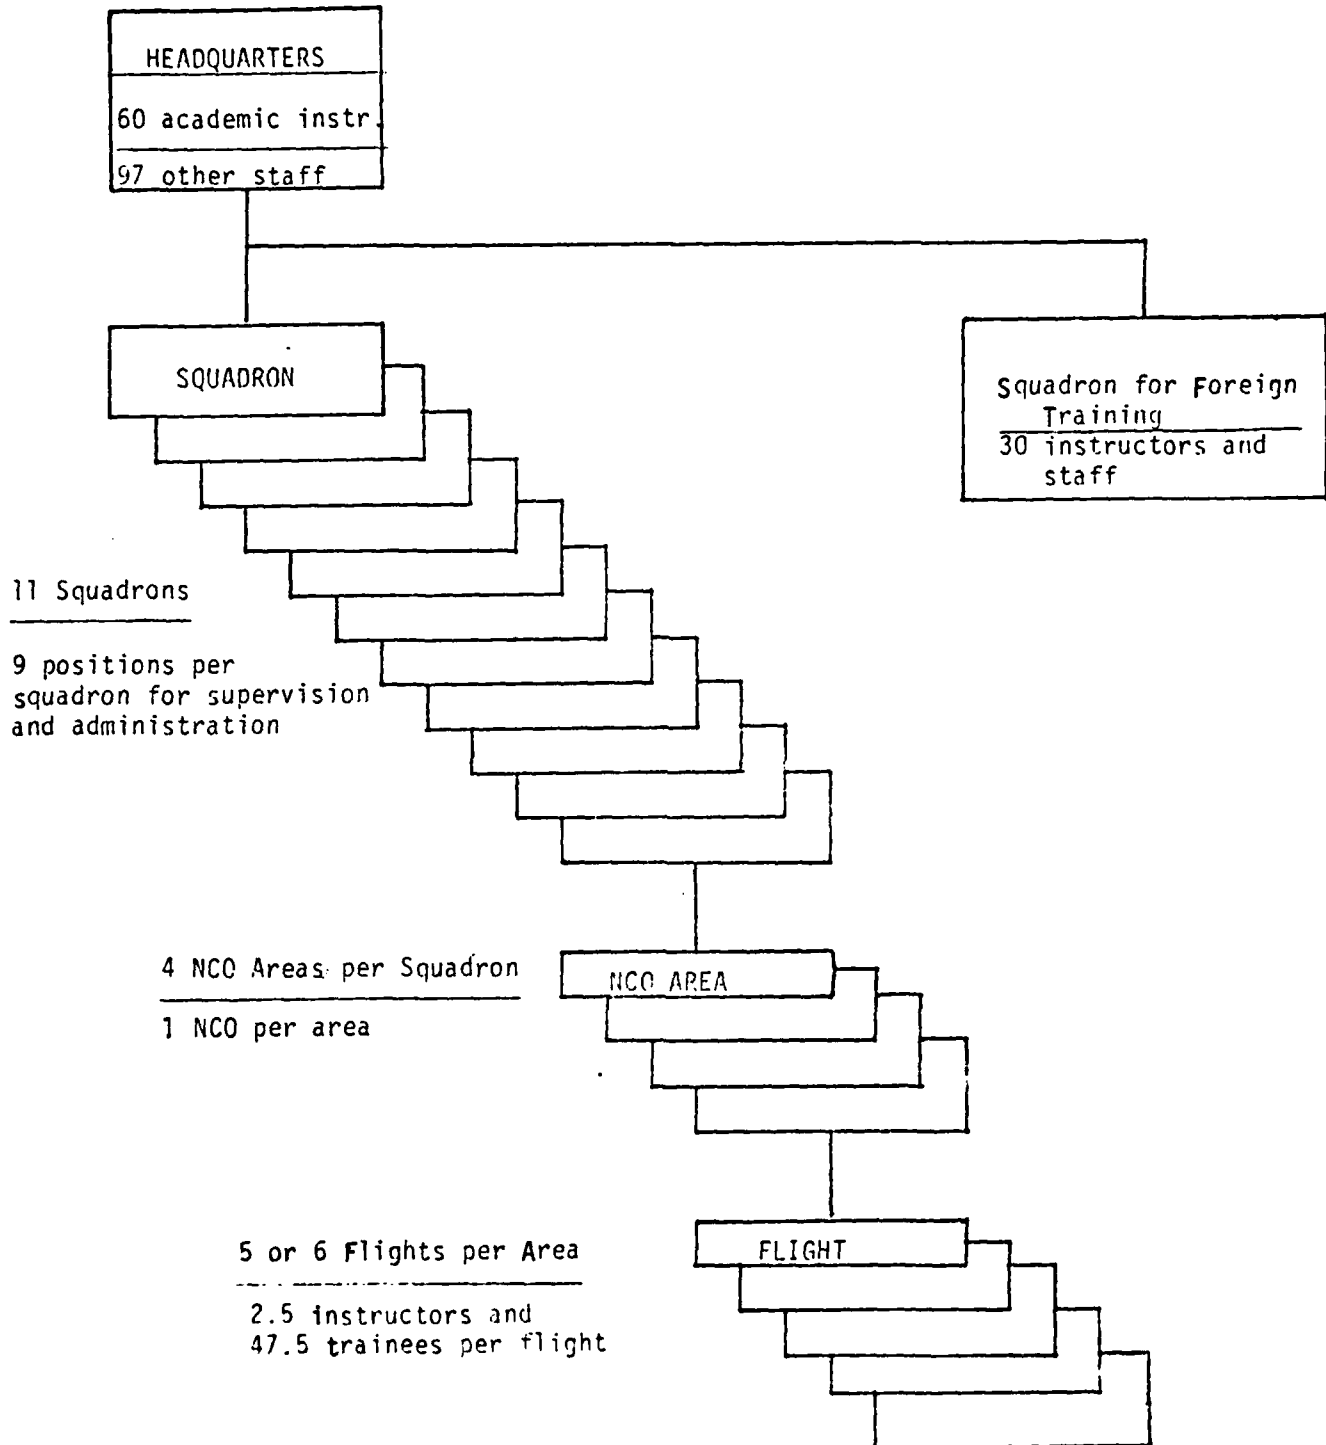 HEADQUARTERS
60 academic instr.
97 other staff
SQUADRON
Squadron for Foreign
Training
30 instructors and
staff
11 Squadrons
9 positions per
squadron for supervision
and administration
4 NCO Areas per Squadron
1 NCO per area
NCO AREA
5 or 6 Flights per Area
2.5 instructors and
47.5 trainees per flight
FLIGHT